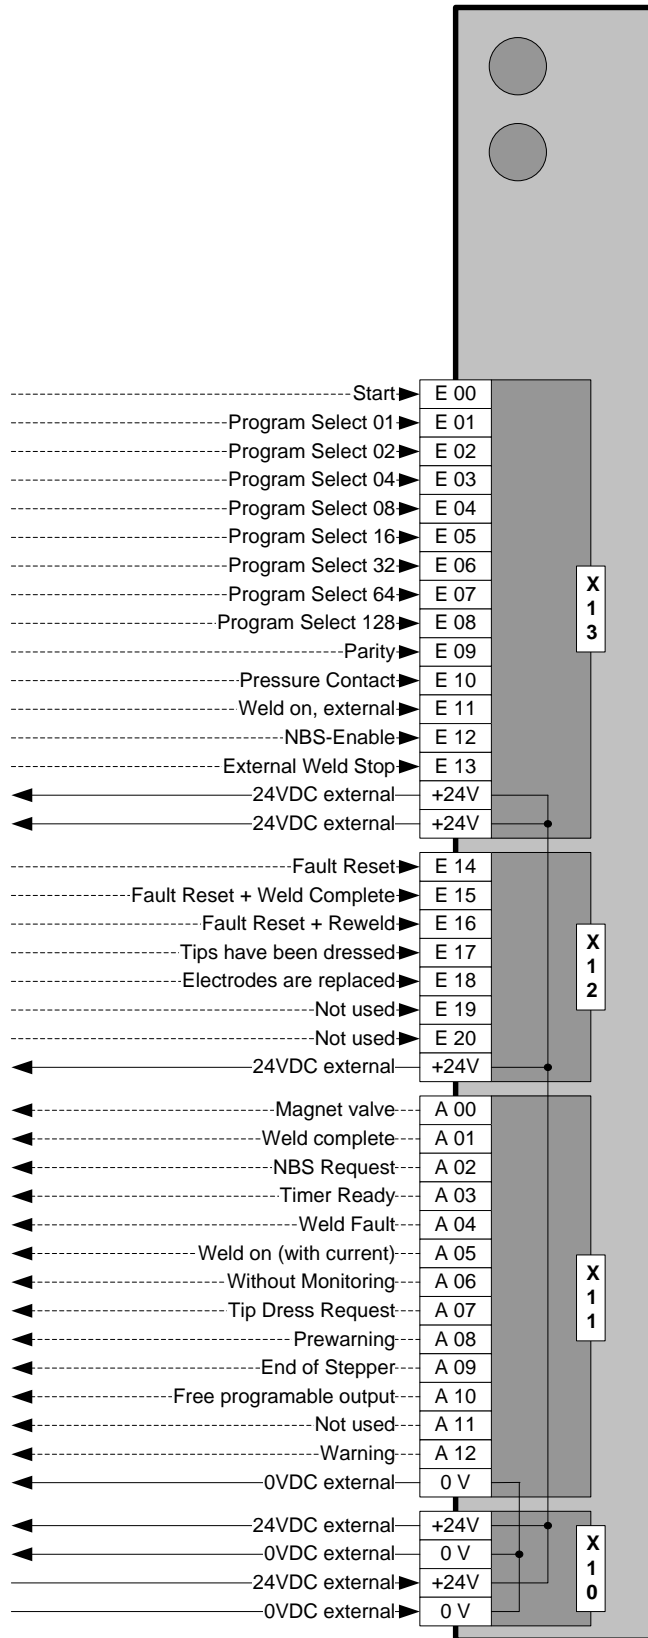 Start E 00
Program Select 01 E 01
Program Select 02 E 02
Program Select 04 E 03
Program Select 08 E 04
Program Select 16 E 05
Program Select 32 E 06
Program Select 64 E 07
Program Select 128 E 08
Parity E 09
Pressure Contact E 10
Weld on, external E 11
NBS-Enable E 12
External Weld Stop E 13
24VDC external +24V
24VDC external +24V
X13
Fault Reset E 14
Fault Reset + Weld Complete E 15
Fault Reset + Reweld E 16
Tips have been dressed E 17
Electrodes are replaced E 18
Not used E 19
Not used E 20
24VDC external +24V
X12
Magnet valve A 00
Weld complete A 01
NBS Request A 02
Timer Ready A 03
Weld Fault A 04
Weld on (with current) A 05
Without Monitoring A 06
Tip Dress Request A 07
Prewarning A 08
End of Stepper A 09
Free programable output A 10
Not used A 11
Warning A 12
0VDC external 0 V
X11
24VDC external +24V
0VDC external 0 V
24VDC external +24V
0VDC external 0 V
X10